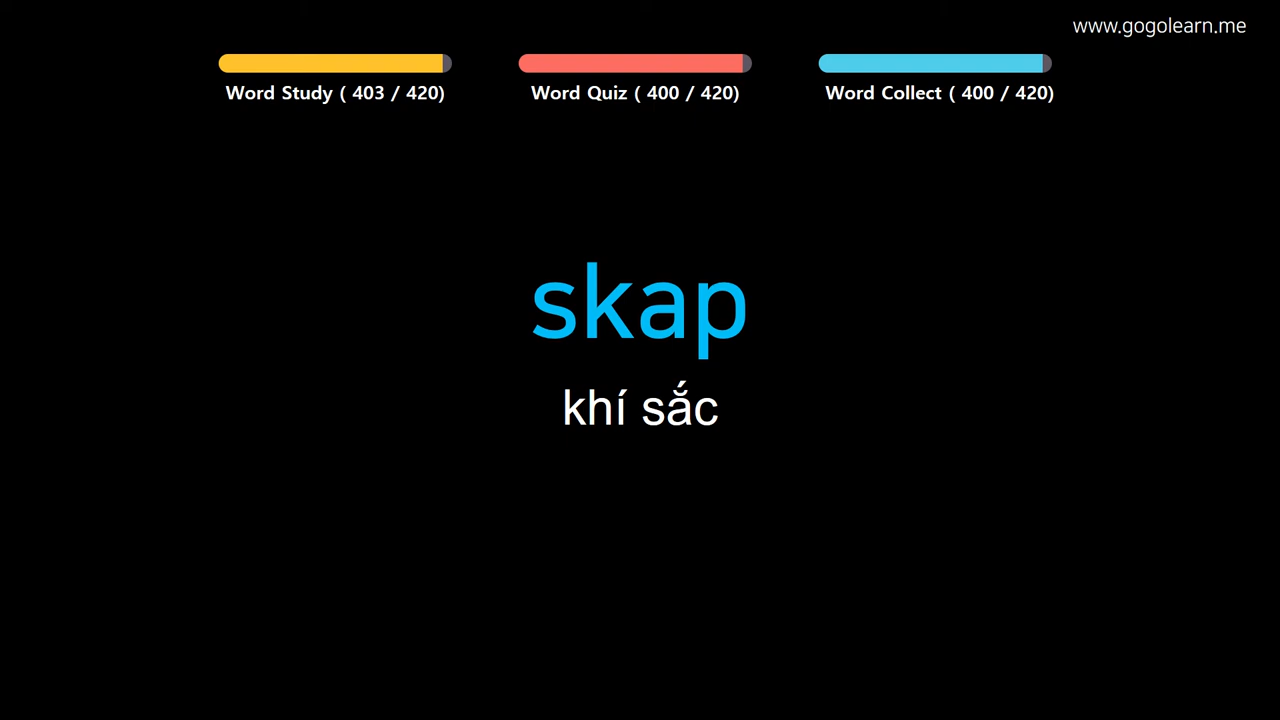 www.gogolearn.me
Word Study ( 403 / 420)
Word Quiz ( 400 / 420)
Word Collect ( 400 / 420)
skap
khí sắc